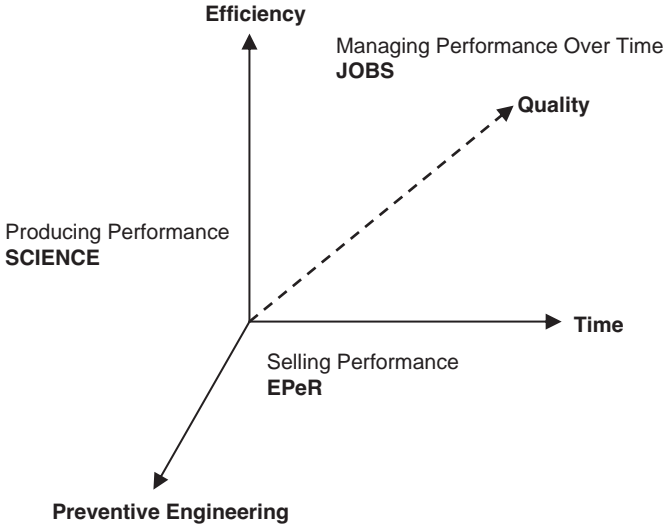 Efficiency
Managing Performance Over Time
JOBS
Quality
Producing Performance
SCIENCE
Time
Selling Performance
EPeR
Preventive Engineering